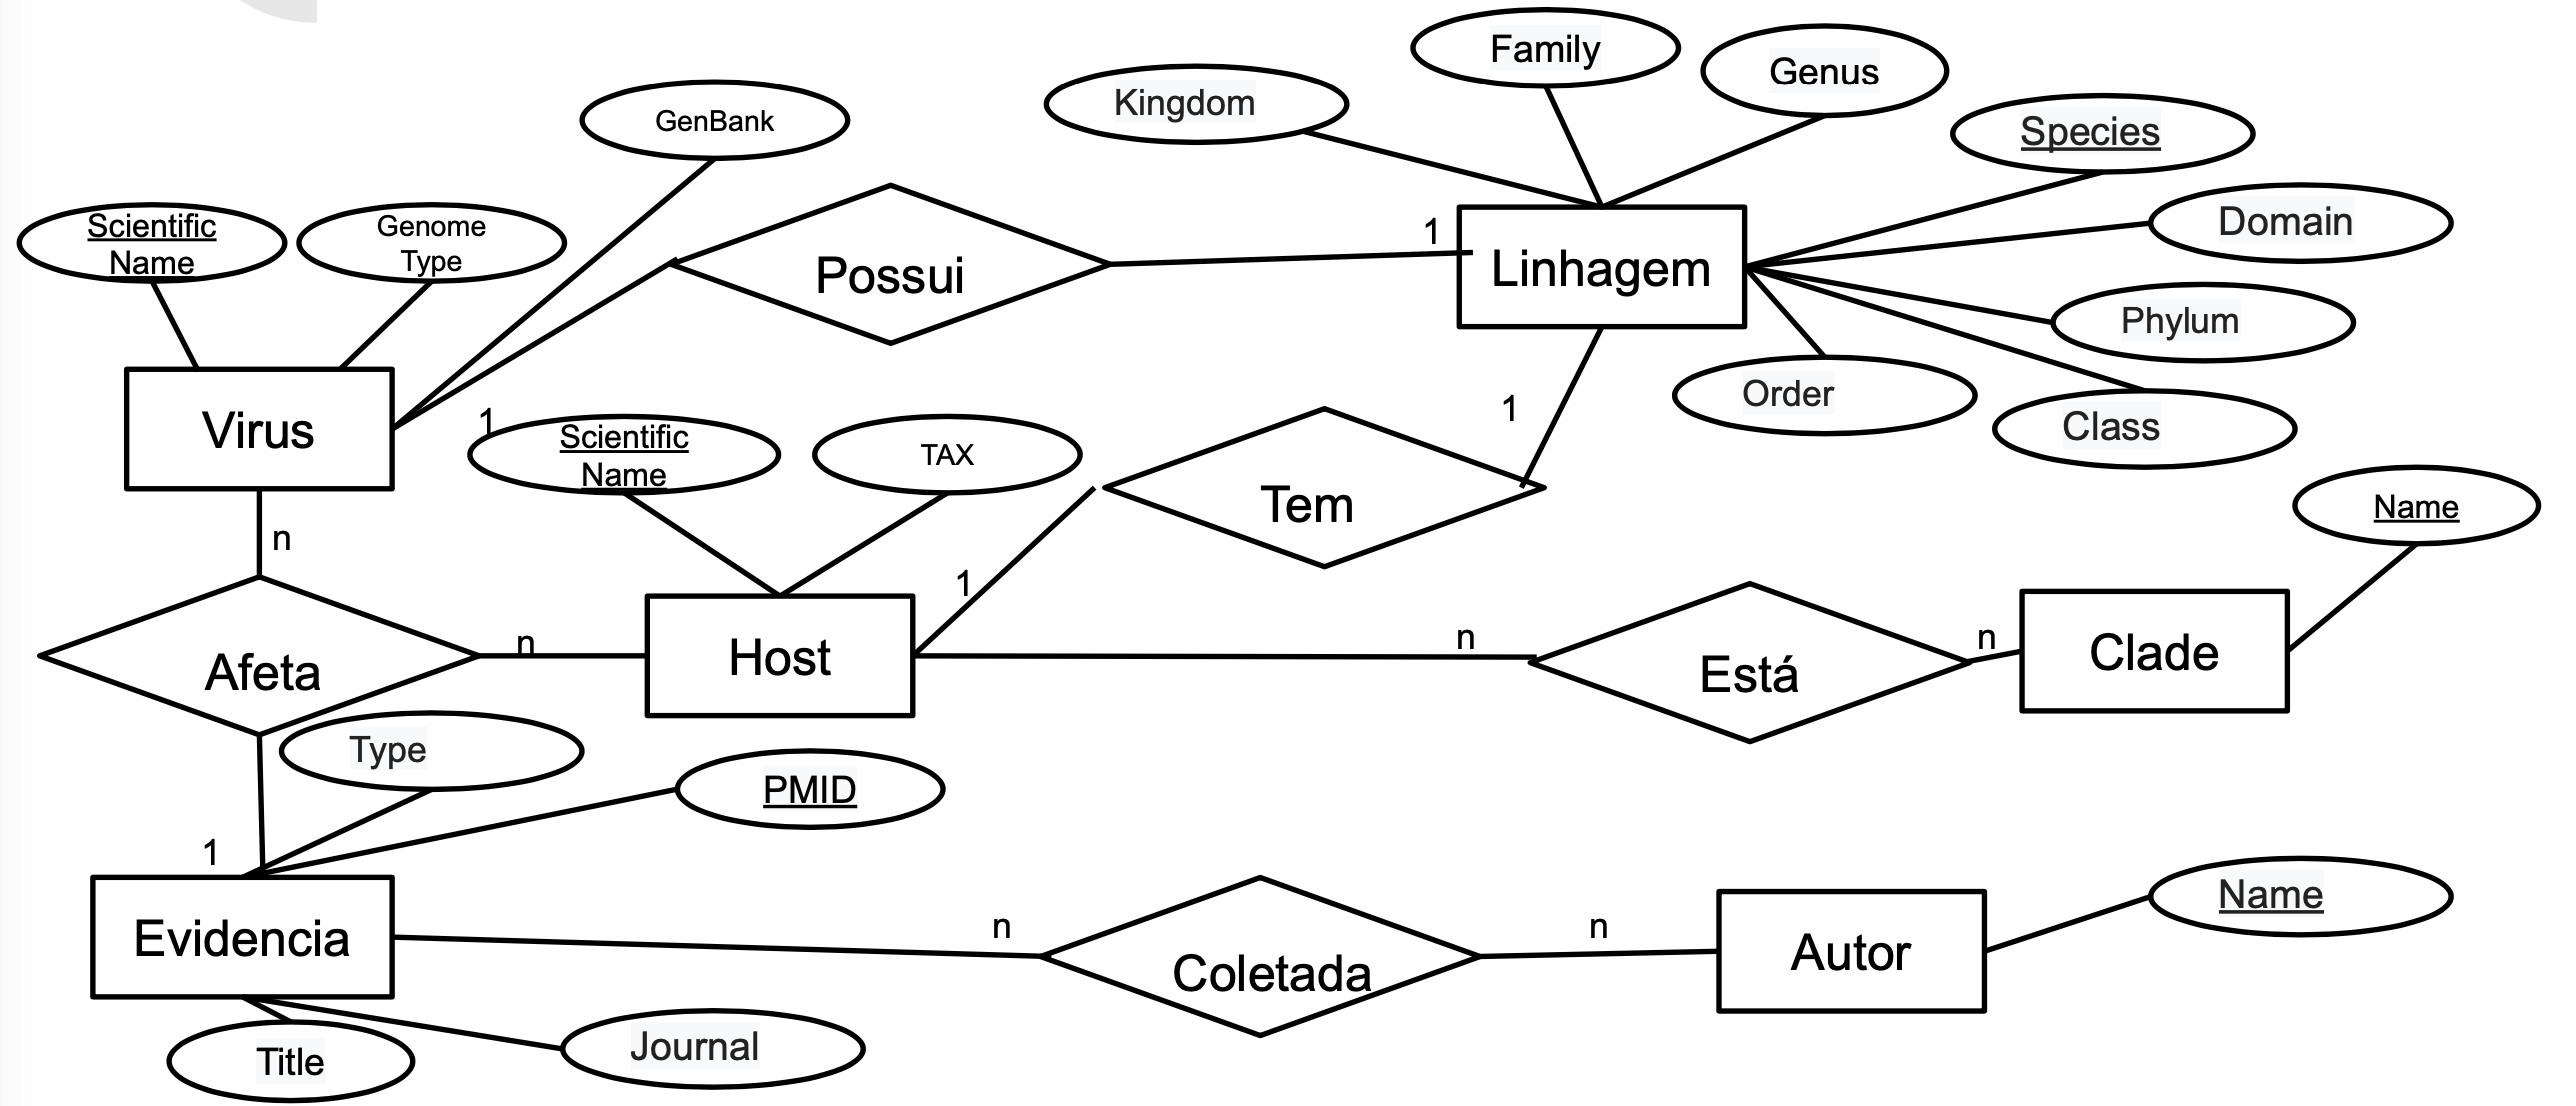 Family
Genus
Kingdom
GenBank
Species
Scientific
Name
Genome
Type
Domain
1
Possui
Linhagem
Phylum
Order
Class
Virus
1
Scientific
Name
TAX
1
Tem
Name
n
1
Afeta
n
Host
n
Está
n
Clade
Type
PMID
1
Evidencia
n
Coletada
n
Autor
Name
Title
Journal